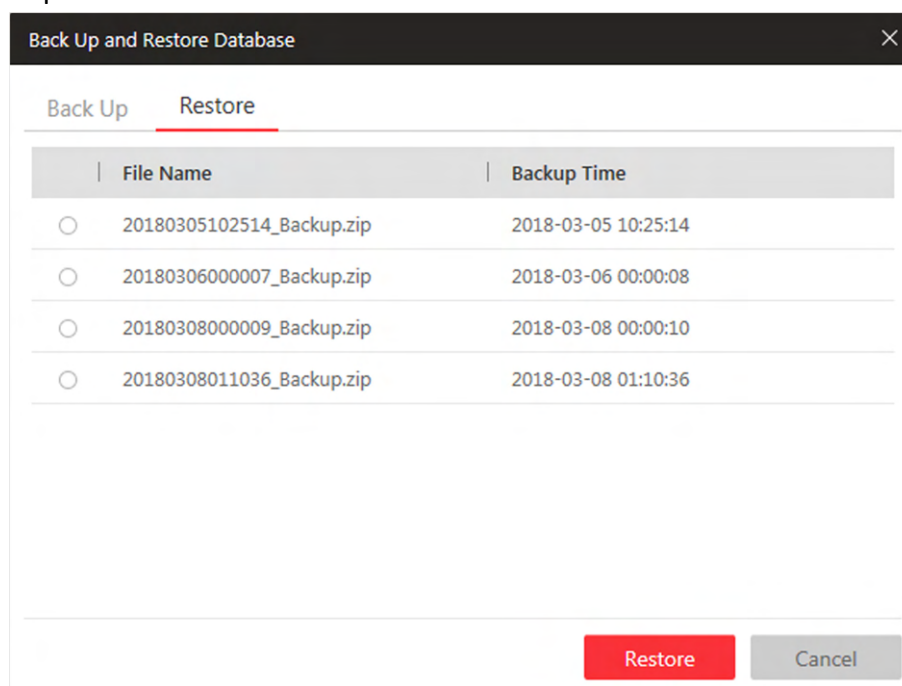 Back Up and Restore Database
Back Up Restore
File Name Backup Time
20180305102514_Backup.zip 2018-03-05 10:25:14
20180306000007_Backup.zip 2018-03-06 00:00:08
20180308000009_Backup.zip 2018-03-08 00:00:10
20180308011036_Backup.zip 2018-03-08 01:10:36
Restore Cancel